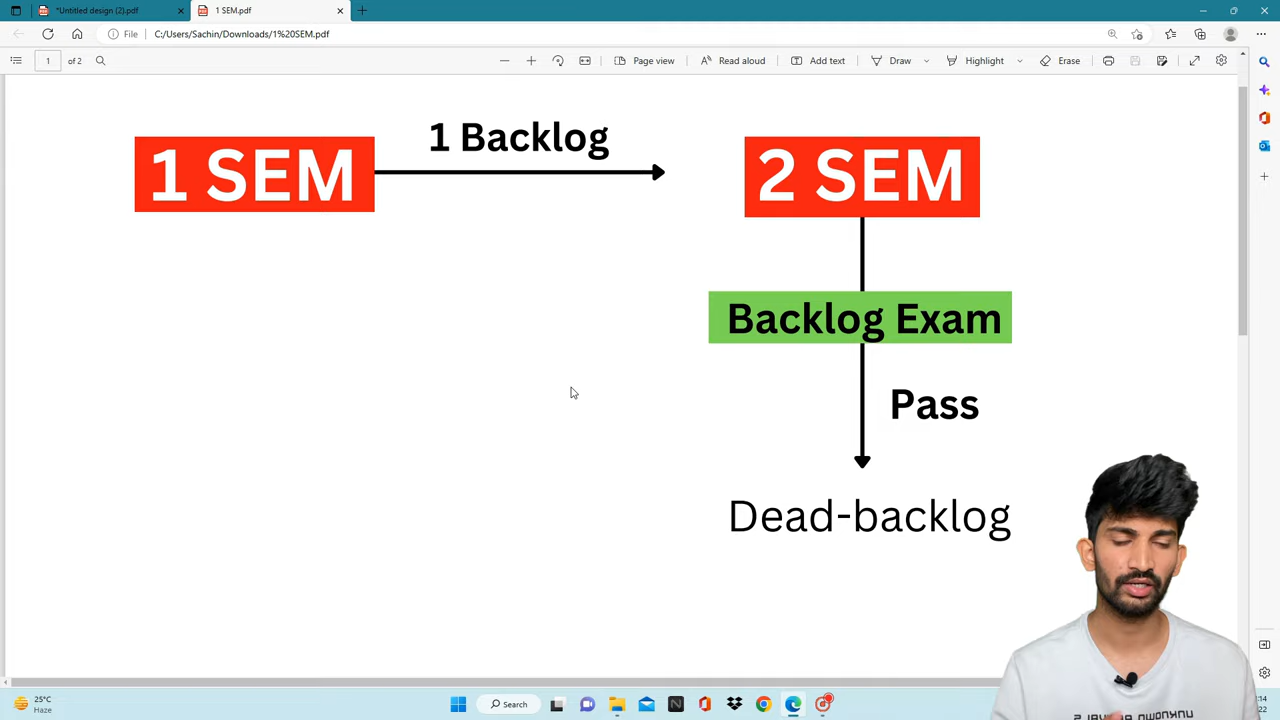 *Untitled design (2).pdf
1 SEM.pdf
File
C:/Users/Sachin/Downloads/1%20SEM.pdf
1 of 2
Page view
Read aloud
Add text
Draw
Highlight
Erase
1 SEM
1 Backlog
2 SEM
Backlog Exam
Pass
Dead-backlog
25°C
Haze
Search